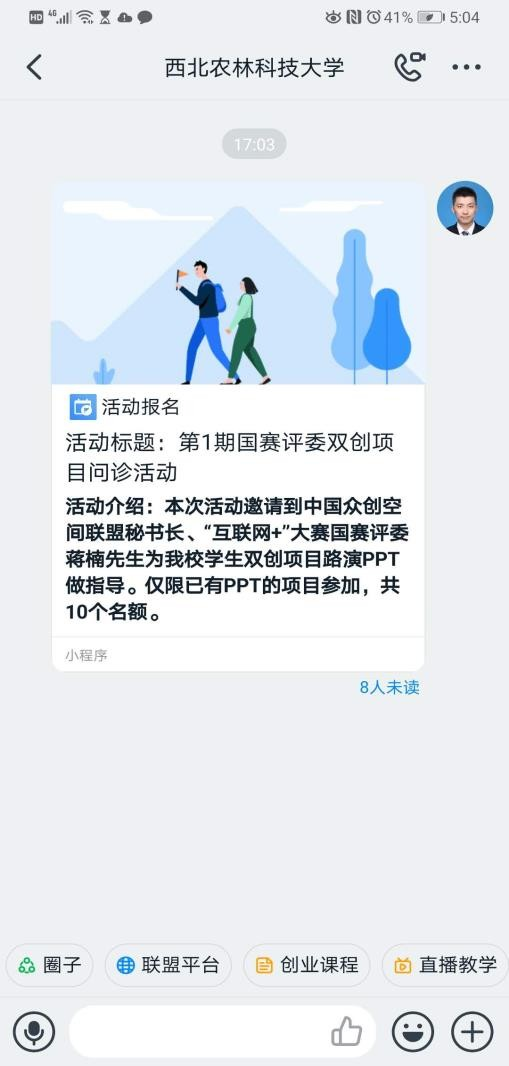 HD 4G 41% 5:04
西北农林科技大学
17:03
活动报名
活动标题：第1期国赛评委双创项
目问诊活动
活动介绍：本次活动邀请到中国众创空
间联盟秘书长、“互联网+”大赛国赛评委
蒋楠先生为我校学生双创项目路演PPT
做指导。仅限已有PPT的项目参加，共
10个名额。
小程序
8人未读
圈子 联盟平台 创业课程 直播教学